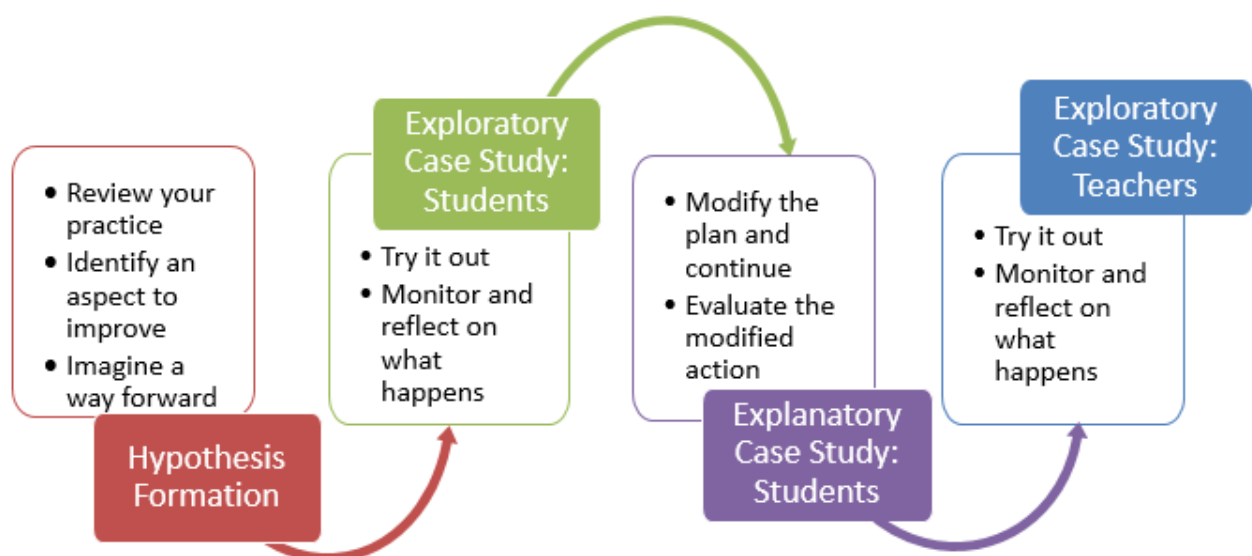 • Review your
practice
• Identify an
aspect to
improve
• Imagine a
way forward
Hypothesis
Formation
Exploratory
Case Study:
Students
• Try it out
• Monitor and
reflect on
what
happens
• Modify the
plan and
continue
• Evaluate the
modified
action
Explanatory
Case Study:
Students
Exploratory
Case Study:
Teachers
• Try it out
• Monitor and
reflect on
what
happens